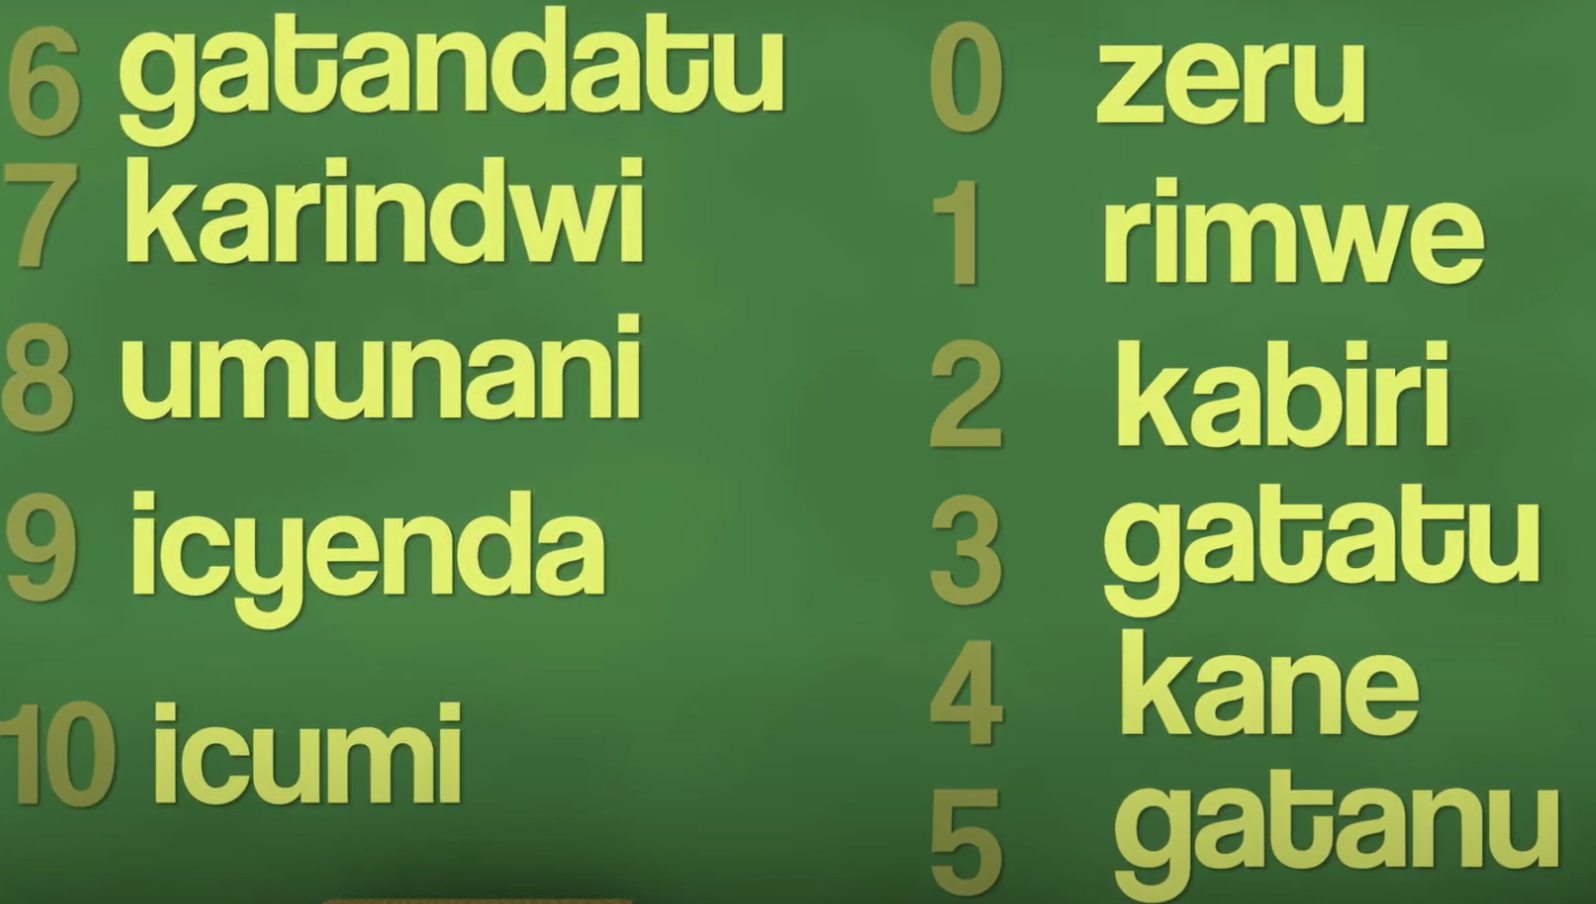 6 gatandatu
7 karindwi
8 umunani
9 icyenda
10 icumi
0 zeru
1 rimwe
2 kabiri
3 gatatu
4 kane
5 gatanu